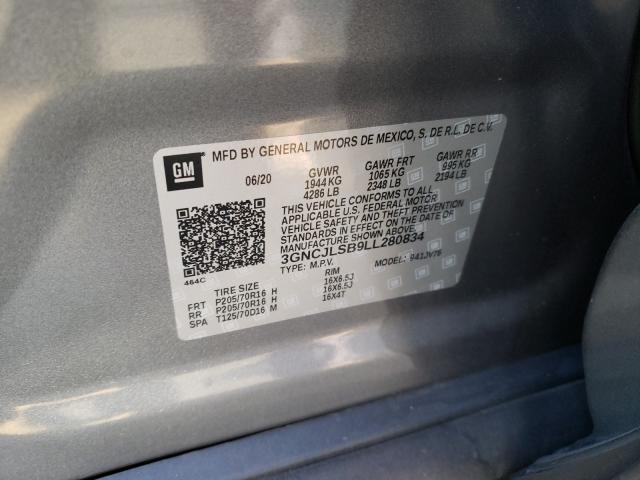 MFD BY GENERAL MOTORS DE MEXICO, S. DE R.L. DE C.V.
GM
06/20
GVWR
1944 KG
4286 LB
GAWR FRT
1065 KG
2348 LB
GAWR RR
995 KG
2194 LB
THIS VEHICLE CONFORMS TO ALL
APPLICABLE U.S. FEDERAL MOTOR
VEHICLE SAFETY AND THEFT PREVENTION
STANDARDS IN EFFECT ON THE DATE OF
MANUFACTURE SHOWN ABOVE.
3GNCJLSB9LL280834
TYPE: M.P.V.
MODEL: 941JV76
464C
TIRE SIZE
RIM
FRT P205/70R16 H 16X6.5J
RR P205/70R16 H 16X6.5J
SPA T125/70D16 M 16X4T